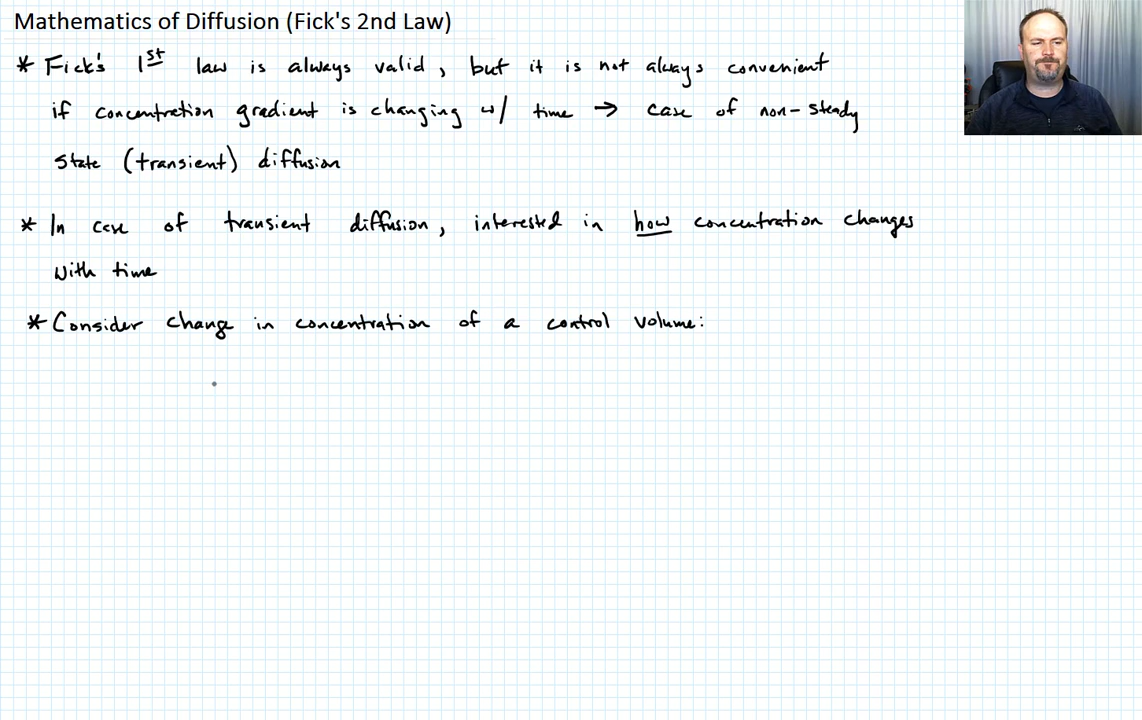 Mathematics of Diffusion (Fick's 2nd Law)
* Fick's 1st law is always valid, but it is not always convenient
if concentration gradient is changing w/ time → case of non-steady
state (transient) diffusion
* In case of transient diffusion, interested in how concentration changes
with time
* Consider change in concentration of a control volume: